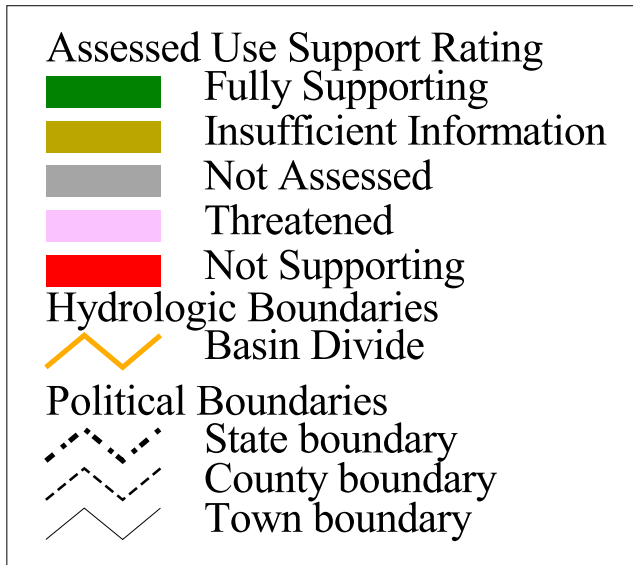 Assessed Use Support Rating
Fully Supporting
Insufficient Information
Not Assessed
Threatened
Not Supporting
Hydrologic Boundaries
Basin Divide
Political Boundaries
State boundary
County boundary
Town boundary